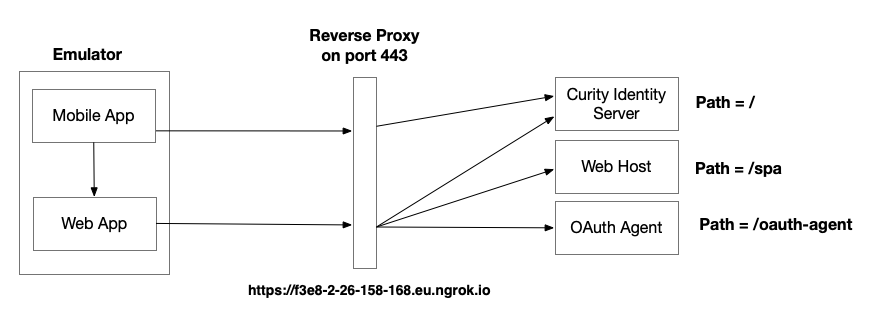 Reverse Proxy
on port 443
Emulator
Mobile App
Web App
Curity Identity
Server
Path = /
Web Host
Path = /spa
OAuth Agent
Path = /oauth-agent
https://f3e8-2-26-158-168.eu.ngrok.io